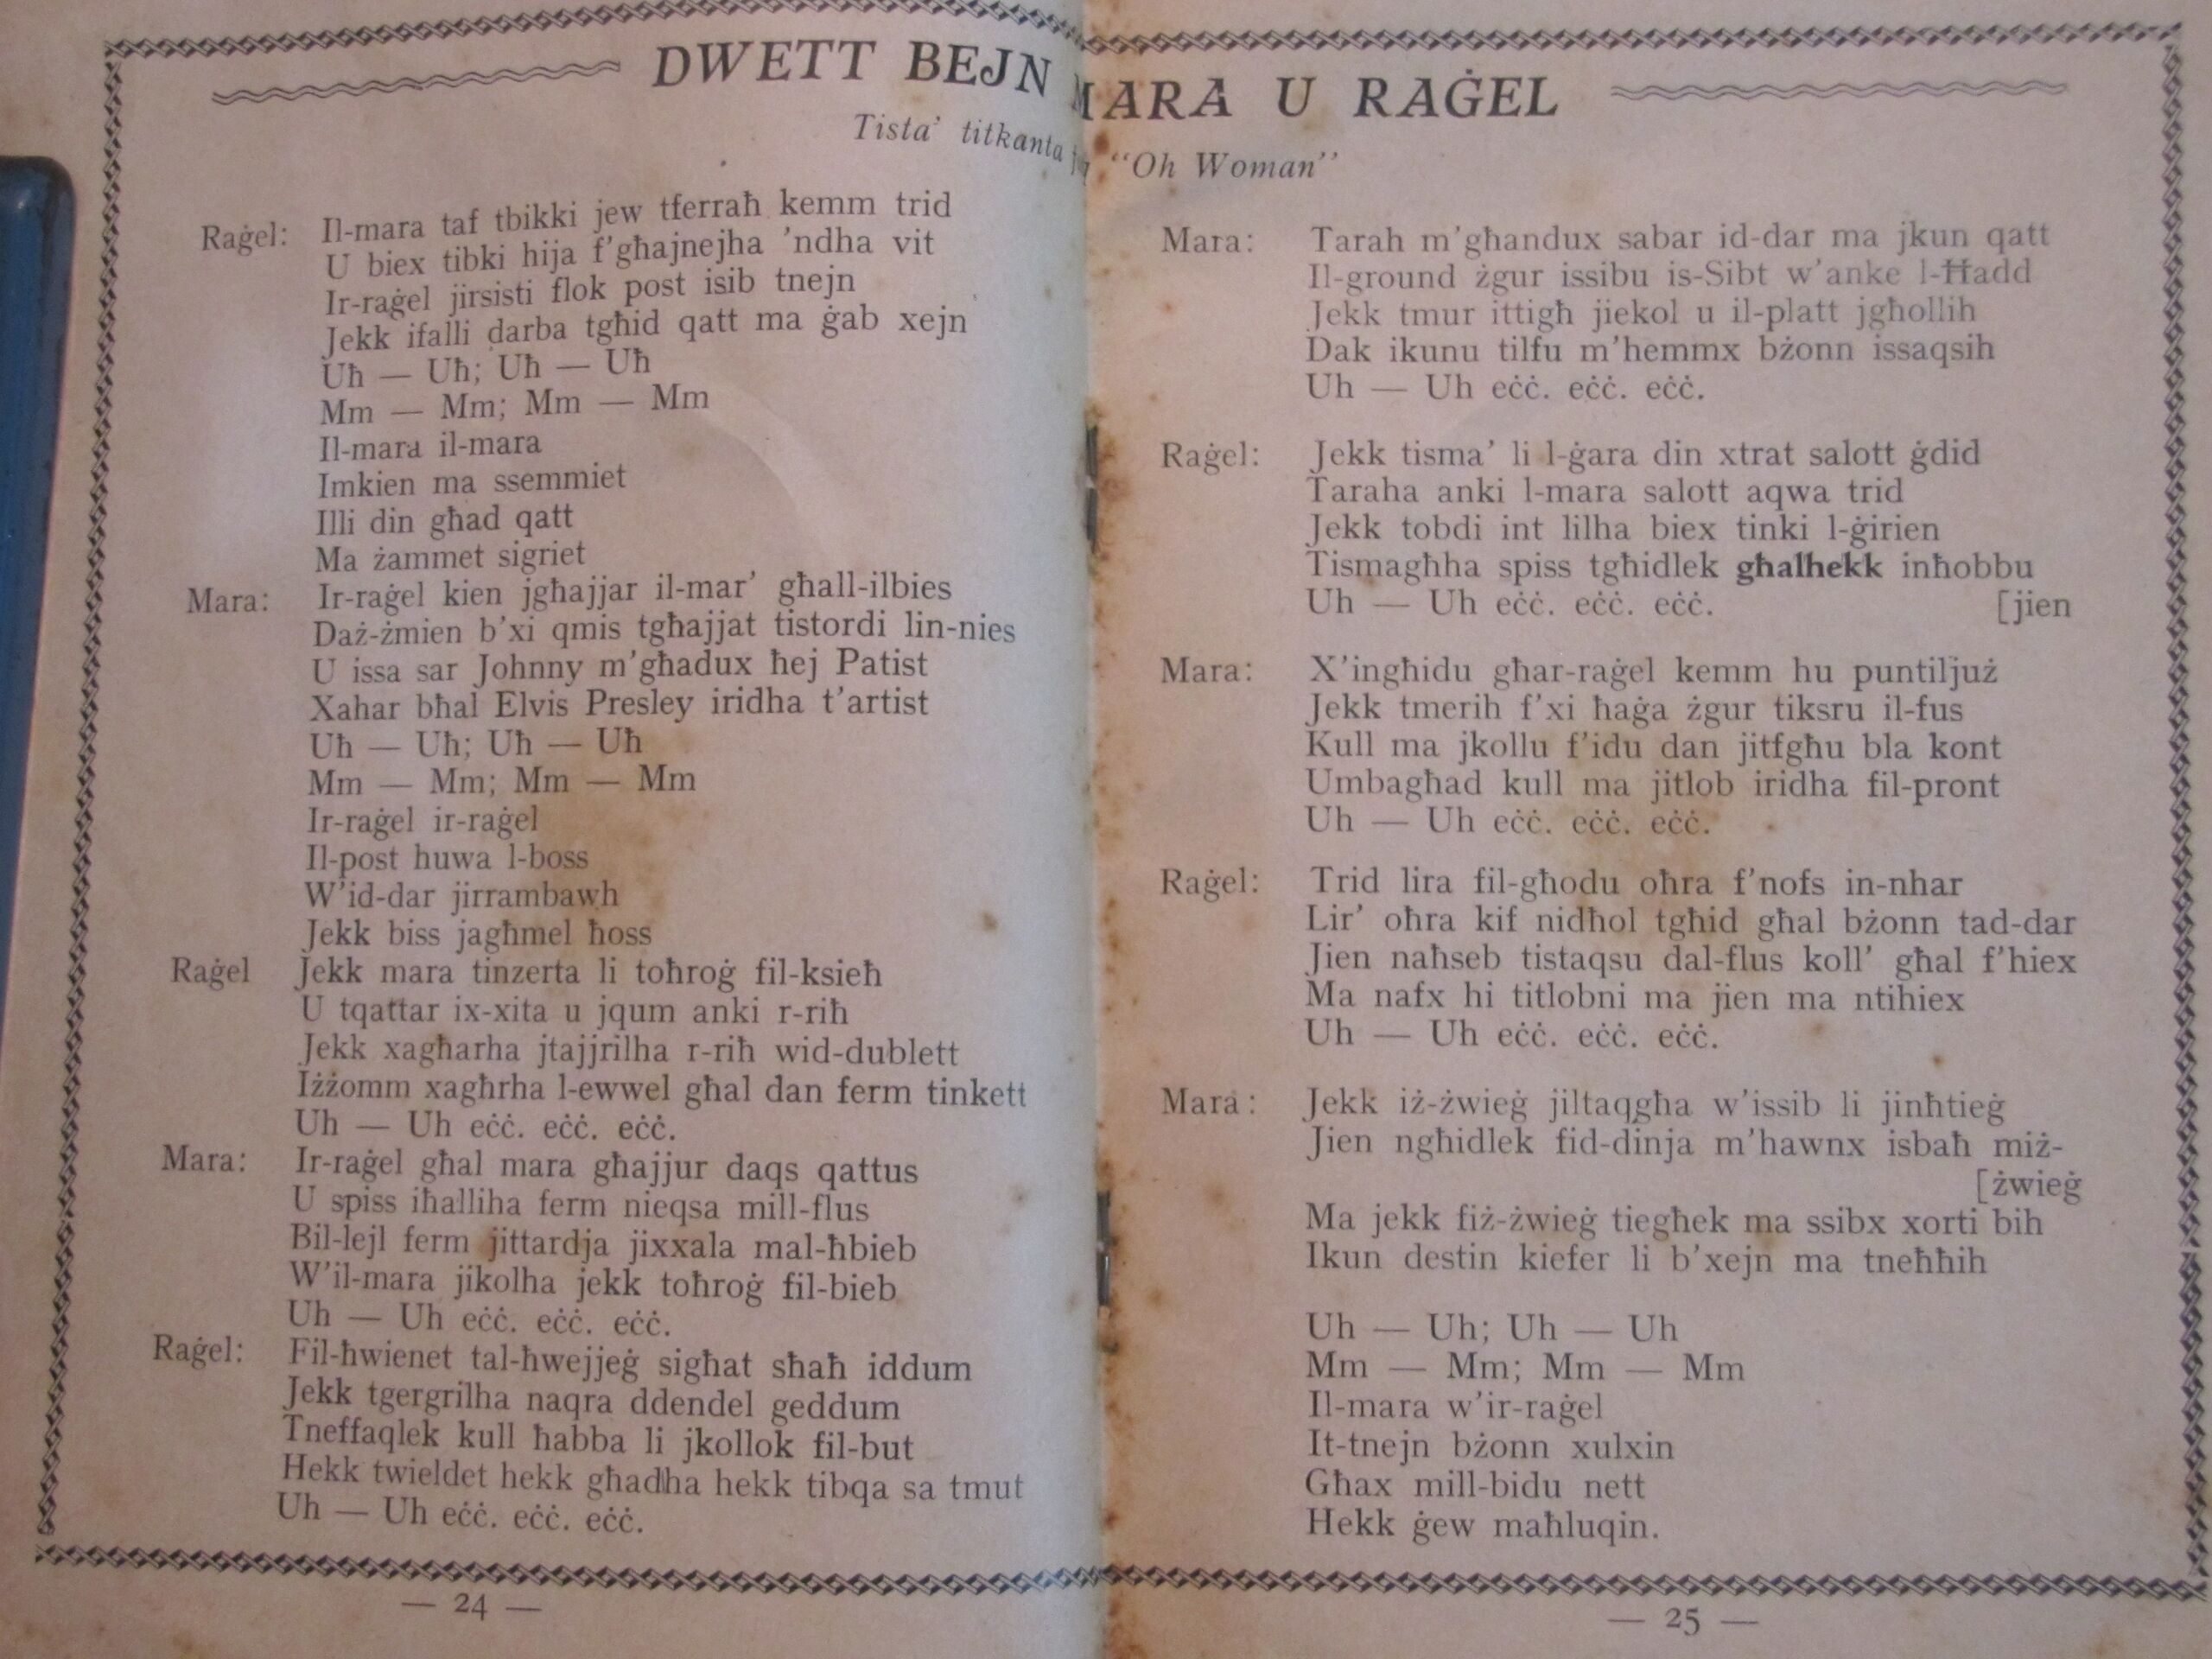 DWETT BEJN MARA U RAĠEL
Tista' titkanta fuq "Oh Woman"
Raġel: Il-mara taf tbikki jew tferraħ kemm trid
U biex tibki hija f'għajnejha 'ndha vit
Ir-raġel jirsisti flok post isib tnejn
Jekk ifalli darba tgħid qatt ma ġab xejn
Uħ — Uħ; Uħ — Uħ
Mm — Mm; Mm — Mm
Il-mara il-mara
Imkien ma ssemmiet
Illi din għad qatt
Ma żammet sigriet
Mara: Ir-raġel kien jgħajjar il-mar' għall-ilbies
Daż-żmien b'xi qmis tgħajjat tistordi lin-nies
U issa sar Johnny m'għadux ħej Patist
Xahar bħal Elvis Presley iridha t'artist
Uħ — Uħ; Uħ — Uħ
Mm — Mm; Mm — Mm
Ir-raġel ir-raġel
Il-post huwa l-boss
W'id-dar jirrambawh
Jekk biss jagħmel ħoss
Raġel Jekk mara tinzerta li toħroġ fil-ksieħ
U tqattar ix-xita u jqum anki r-riħ
Jekk xagħarha jtajjrilha r-riħ wid-dublett
Iżżomm xagħrha l-ewwel għal dan ferm tinkett
Uh — Uh eċċ. eċċ. eċċ.
Mara: Ir-raġel għal mara għajjur daqs qattus
U spiss iħalliha ferm nieqsa mill-flus
Bil-lejl ferm jittardja jixxala mal-ħbieb
W'il-mara jikolha jekk toħroġ fil-bieb
Uh — Uh eċċ. eċċ. eċċ.
Raġel: Fil-ħwienet tal-ħwejjeġ sigħat sħaħ iddum
Jekk tgergrilha naqra ddendel geddum
Tneffaqlek kull ħabba li jkollok fil-but
Hekk twieldet hekk għadha hekk tibqa sa tmut
Uh — Uh eċċ. eċċ. eċċ.
— 24 —
Mara: Tarah m'għandux sabar id-dar ma jkun qatt
Il-ground żgur issibu is-Sibt w'anke l-Ħadd
Jekk tmur ittigħ jiekol u il-platt jgħollih
Dak ikunu tilfu m'hemmx bżonn issaqsih
Uh — Uh eċċ. eċċ. eċċ.
Raġel: Jekk tisma' li l-ġara din xtrat salott ġdid
Taraha anki l-mara salott aqwa trid
Jekk tobdi int lilha biex tinki l-ġirien
Tismagħha spiss tgħidlek għalhekk inħobbu
Uh — Uh eċċ. eċċ. eċċ. [jien
Mara: X'ingħidu għar-raġel kemm hu puntiljuż
Jekk tmerih f'xi ħaġa żgur tiksru il-fus
Kull ma jkollu f'idu dan jitfgħu bla kont
Umbagħad kull ma jitlob iridha fil-pront
Uh — Uh eċċ. eċċ. eċċ.
Raġel: Trid lira fil-għodu oħra f'nofs in-nhar
Lir' oħra kif nidħol tgħid għal bżonn tad-dar
Jien naħseb tistaqsu dal-flus koll' għal f'hiex
Ma nafx hi titlobni ma jien ma ntihiex
Uh — Uh eċċ. eċċ. eċċ.
Mara: Jekk iż-żwieġ jiltaqgħa w'issib li jinħtieġ
Jien ngħidlek fid-dinja m'hawnx isbaħ miż-
[żwieġ
Ma jekk fiż-żwieġ tiegħek ma ssibx xorti bih
Ikun destin kiefer li b'xejn ma tneħħih
Uh — Uh; Uh — Uh
Mm — Mm; Mm — Mm
Il-mara w'ir-raġel
It-tnejn bżonn xulxin
Għax mill-bidu nett
Hekk ġew maħluqin.
— 25 —